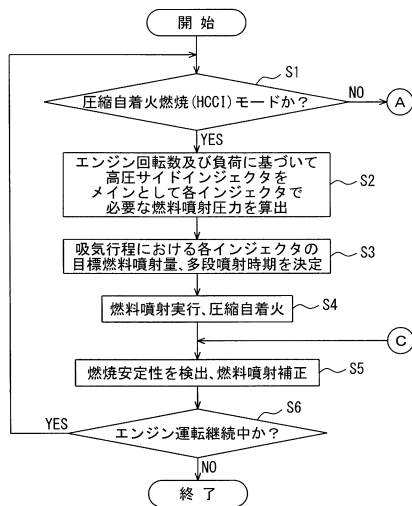 開始
S1
圧縮自着火燃焼(HCCI)モードか?
NO
A
YES
エンジン回転数及び負荷に基づいて
高圧サイドインジェクタを
メインとして各インジェクタで
必要な燃料噴射圧力を算出
S2
吸気行程における各インジェクタの
目標燃料噴射量、多段噴射時期を決定
S3
燃料噴射実行、圧縮自着火
S4
C
燃焼安定性を検出、燃料噴射補正
S5
S6
YES
エンジン運転継続中か?
NO
終了